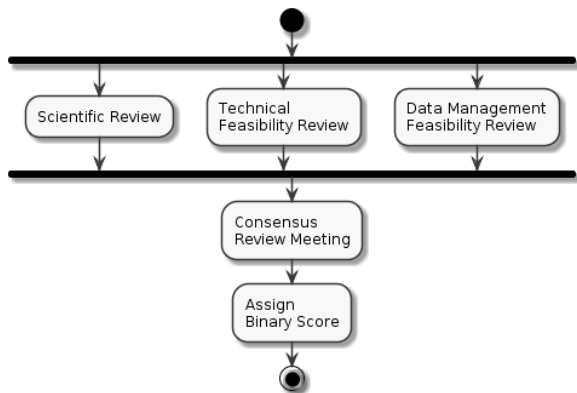 Scientific Review
Technical
Feasibility Review
Data Management
Feasibility Review
Consensus
Review Meeting
Assign
Binary Score